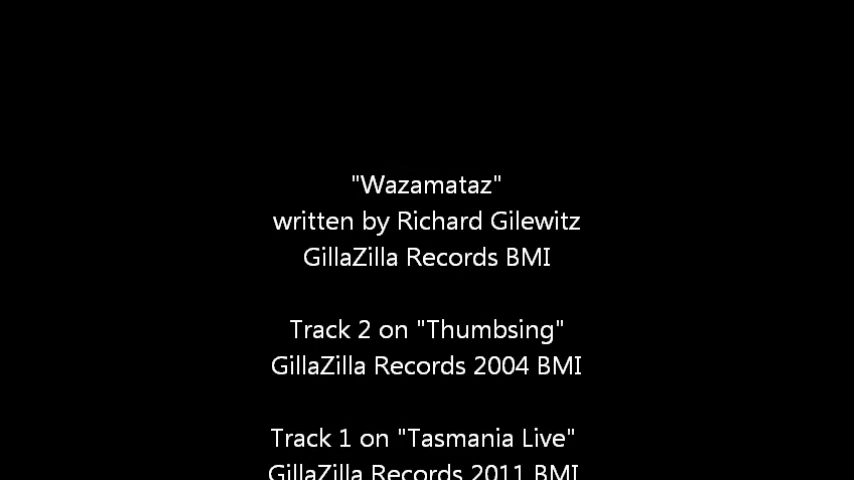 "Wazamataz"
written by Richard Gilewitz
GillaZilla Records BMI
Track 2 on "Thumbsing"
GillaZilla Records 2004 BMI
Track 1 on "Tasmania Live"
GillaZilla Records 2011 BMI